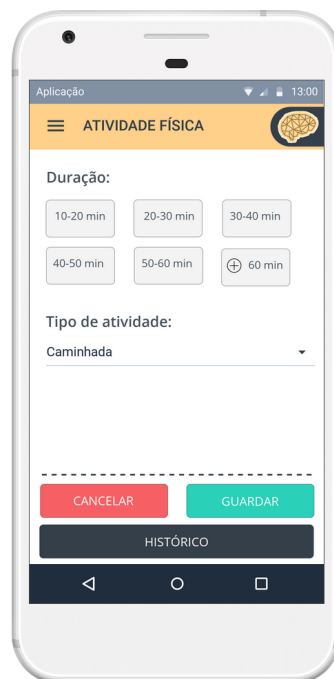 Aplicação 13:00
ATIVIDADE FÍSICA
Duração:
10-20 min 20-30 min 30-40 min
40-50 min 50-60 min 60 min
Tipo de atividade:
Caminhada
CANCELAR GUARDAR
HISTÓRICO